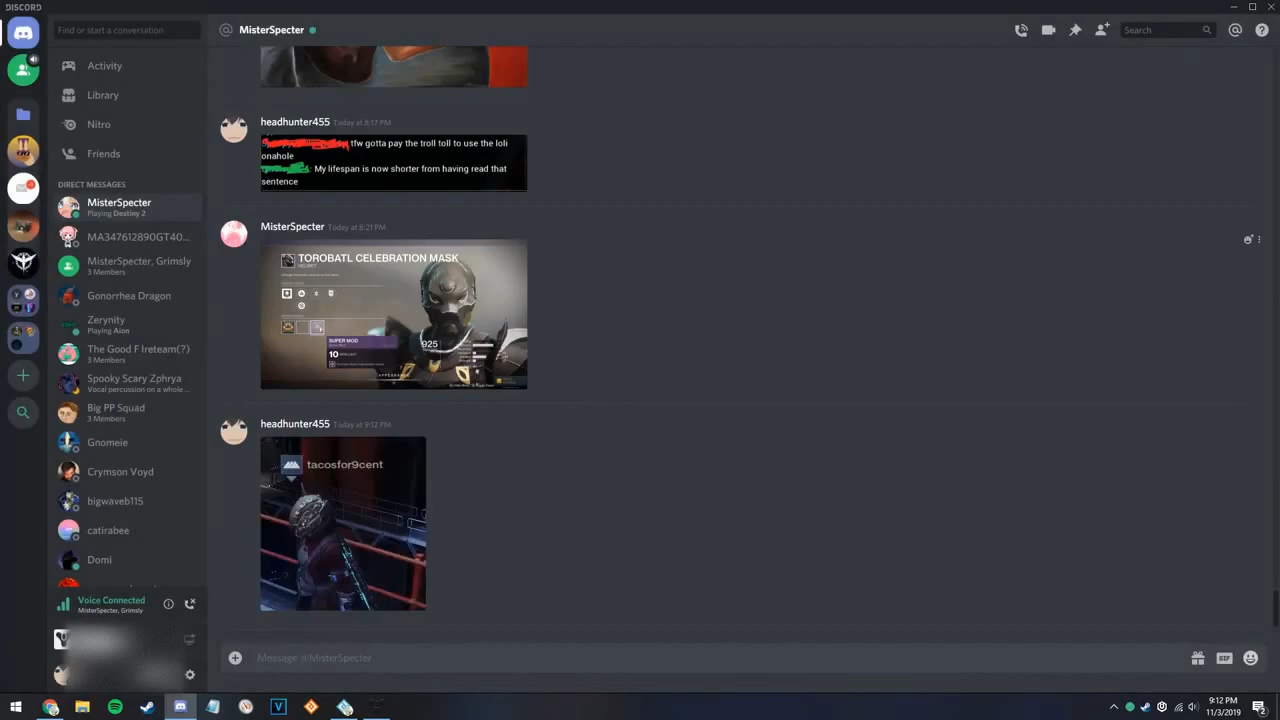 DISCORD
Find or start a conversation
@ MisterSpecter
Search
Activity
Library
Nitro
Friends
DIRECT MESSAGES
MisterSpecter
Playing Destiny 2
MA347612890GT40...
MisterSpecter, Grimsly
3 Members
Gonorrhea Dragon
Zerynity
Playing Aion
The Good F Ireteam(?)
3 Members
Spooky Scary Zphrya
Vocal percussion on a whole ...
Big PP Squad
3 Members
Gnomeie
Crymson Voyd
bigwaveb115
catirabee
Domi
Voice Connected
MisterSpecter, Grimsly
headhunter455 Today at 8:17 PM
tfw gotta pay the troll toll to use the loli
onahole
: My lifespan is now shorter from having read that
sentence
MisterSpecter Today at 8:21 PM
TOROBATL CELEBRATION MASK
HELMET
SUPER MOD
10 INTELLECT
925
APPEARANCE
headhunter455 Today at 9:12 PM
tacosfor9cent
Message @MisterSpecter
GIF
9:12 PM
11/3/2019
2